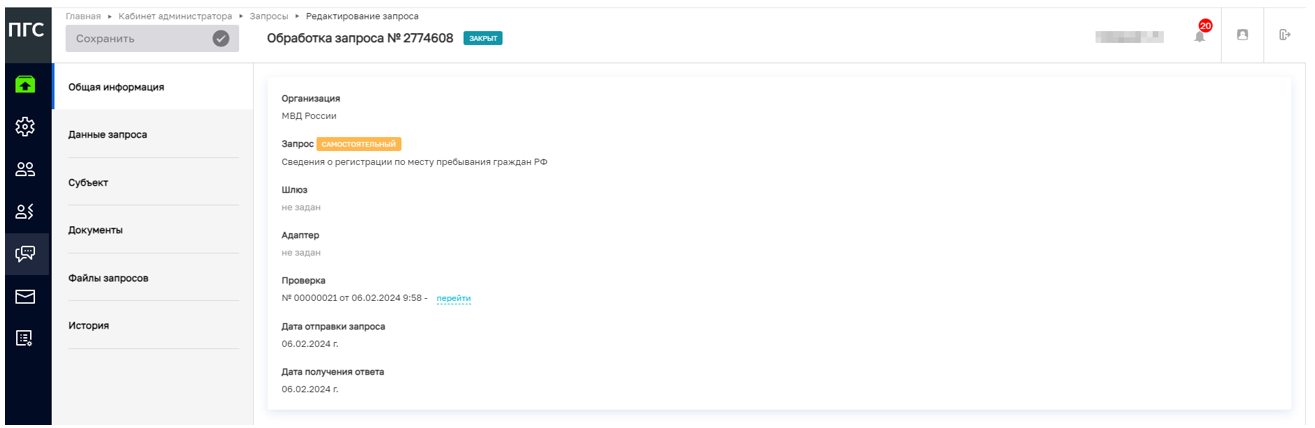 ПГС
Главная ▸ Кабинет администратора ▸ Запросы ▸ Редактирование запроса
Сохранить
Обработка запроса № 2774608 ЗАКРЫТ
20
Общая информация
Данные запроса
Субъект
Документы
Файлы запросов
История
Организация
МВД России
Запрос САМОСТОЯТЕЛЬНЫЙ
Сведения о регистрации по месту пребывания граждан РФ
Шлюз
не задан
Адаптер
не задан
Проверка
№ 00000021 от 06.02.2024 9:58 - перейти
Дата отправки запроса
06.02.2024 г.
Дата получения ответа
06.02.2024 г.